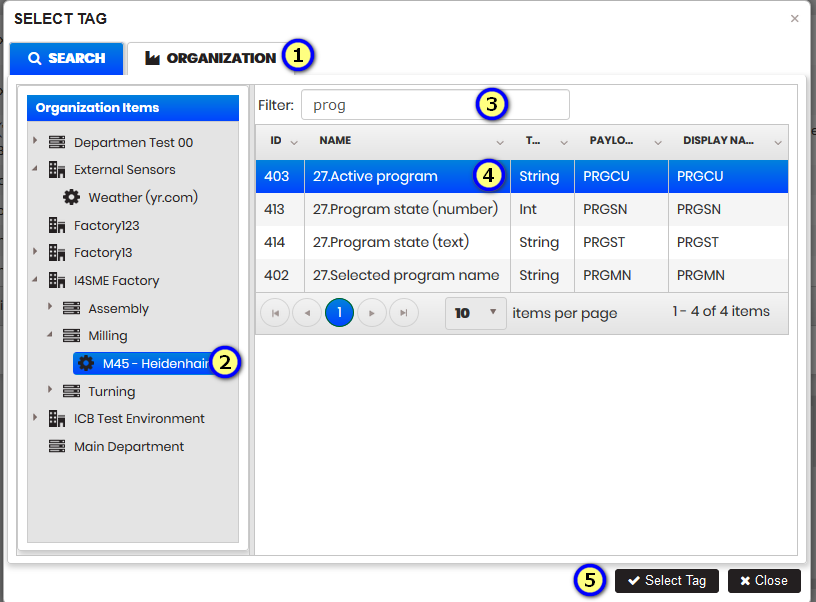 SELECT TAG ×
SEARCH ORGANIZATION 1
Organization Items
Departmen Test 00
External Sensors
Weather (yr.com)
Factory123
Factory13
I4SME Factory
Assembly
Milling
M45 - Heidenhain 2
Turning
ICB Test Environment
Main Department
Filter: prog 3
ID NAME T... PAYLO... DISPLAY NA...
403 27.Active program 4 String PRGCU PRGCU
413 27.Program state (number) Int PRGSN PRGSN
414 27.Program state (text) String PRGST PRGST
402 27.Selected program name String PRGMN PRGMN
1 10 items per page 1 - 4 of 4 items
5 Select Tag Close